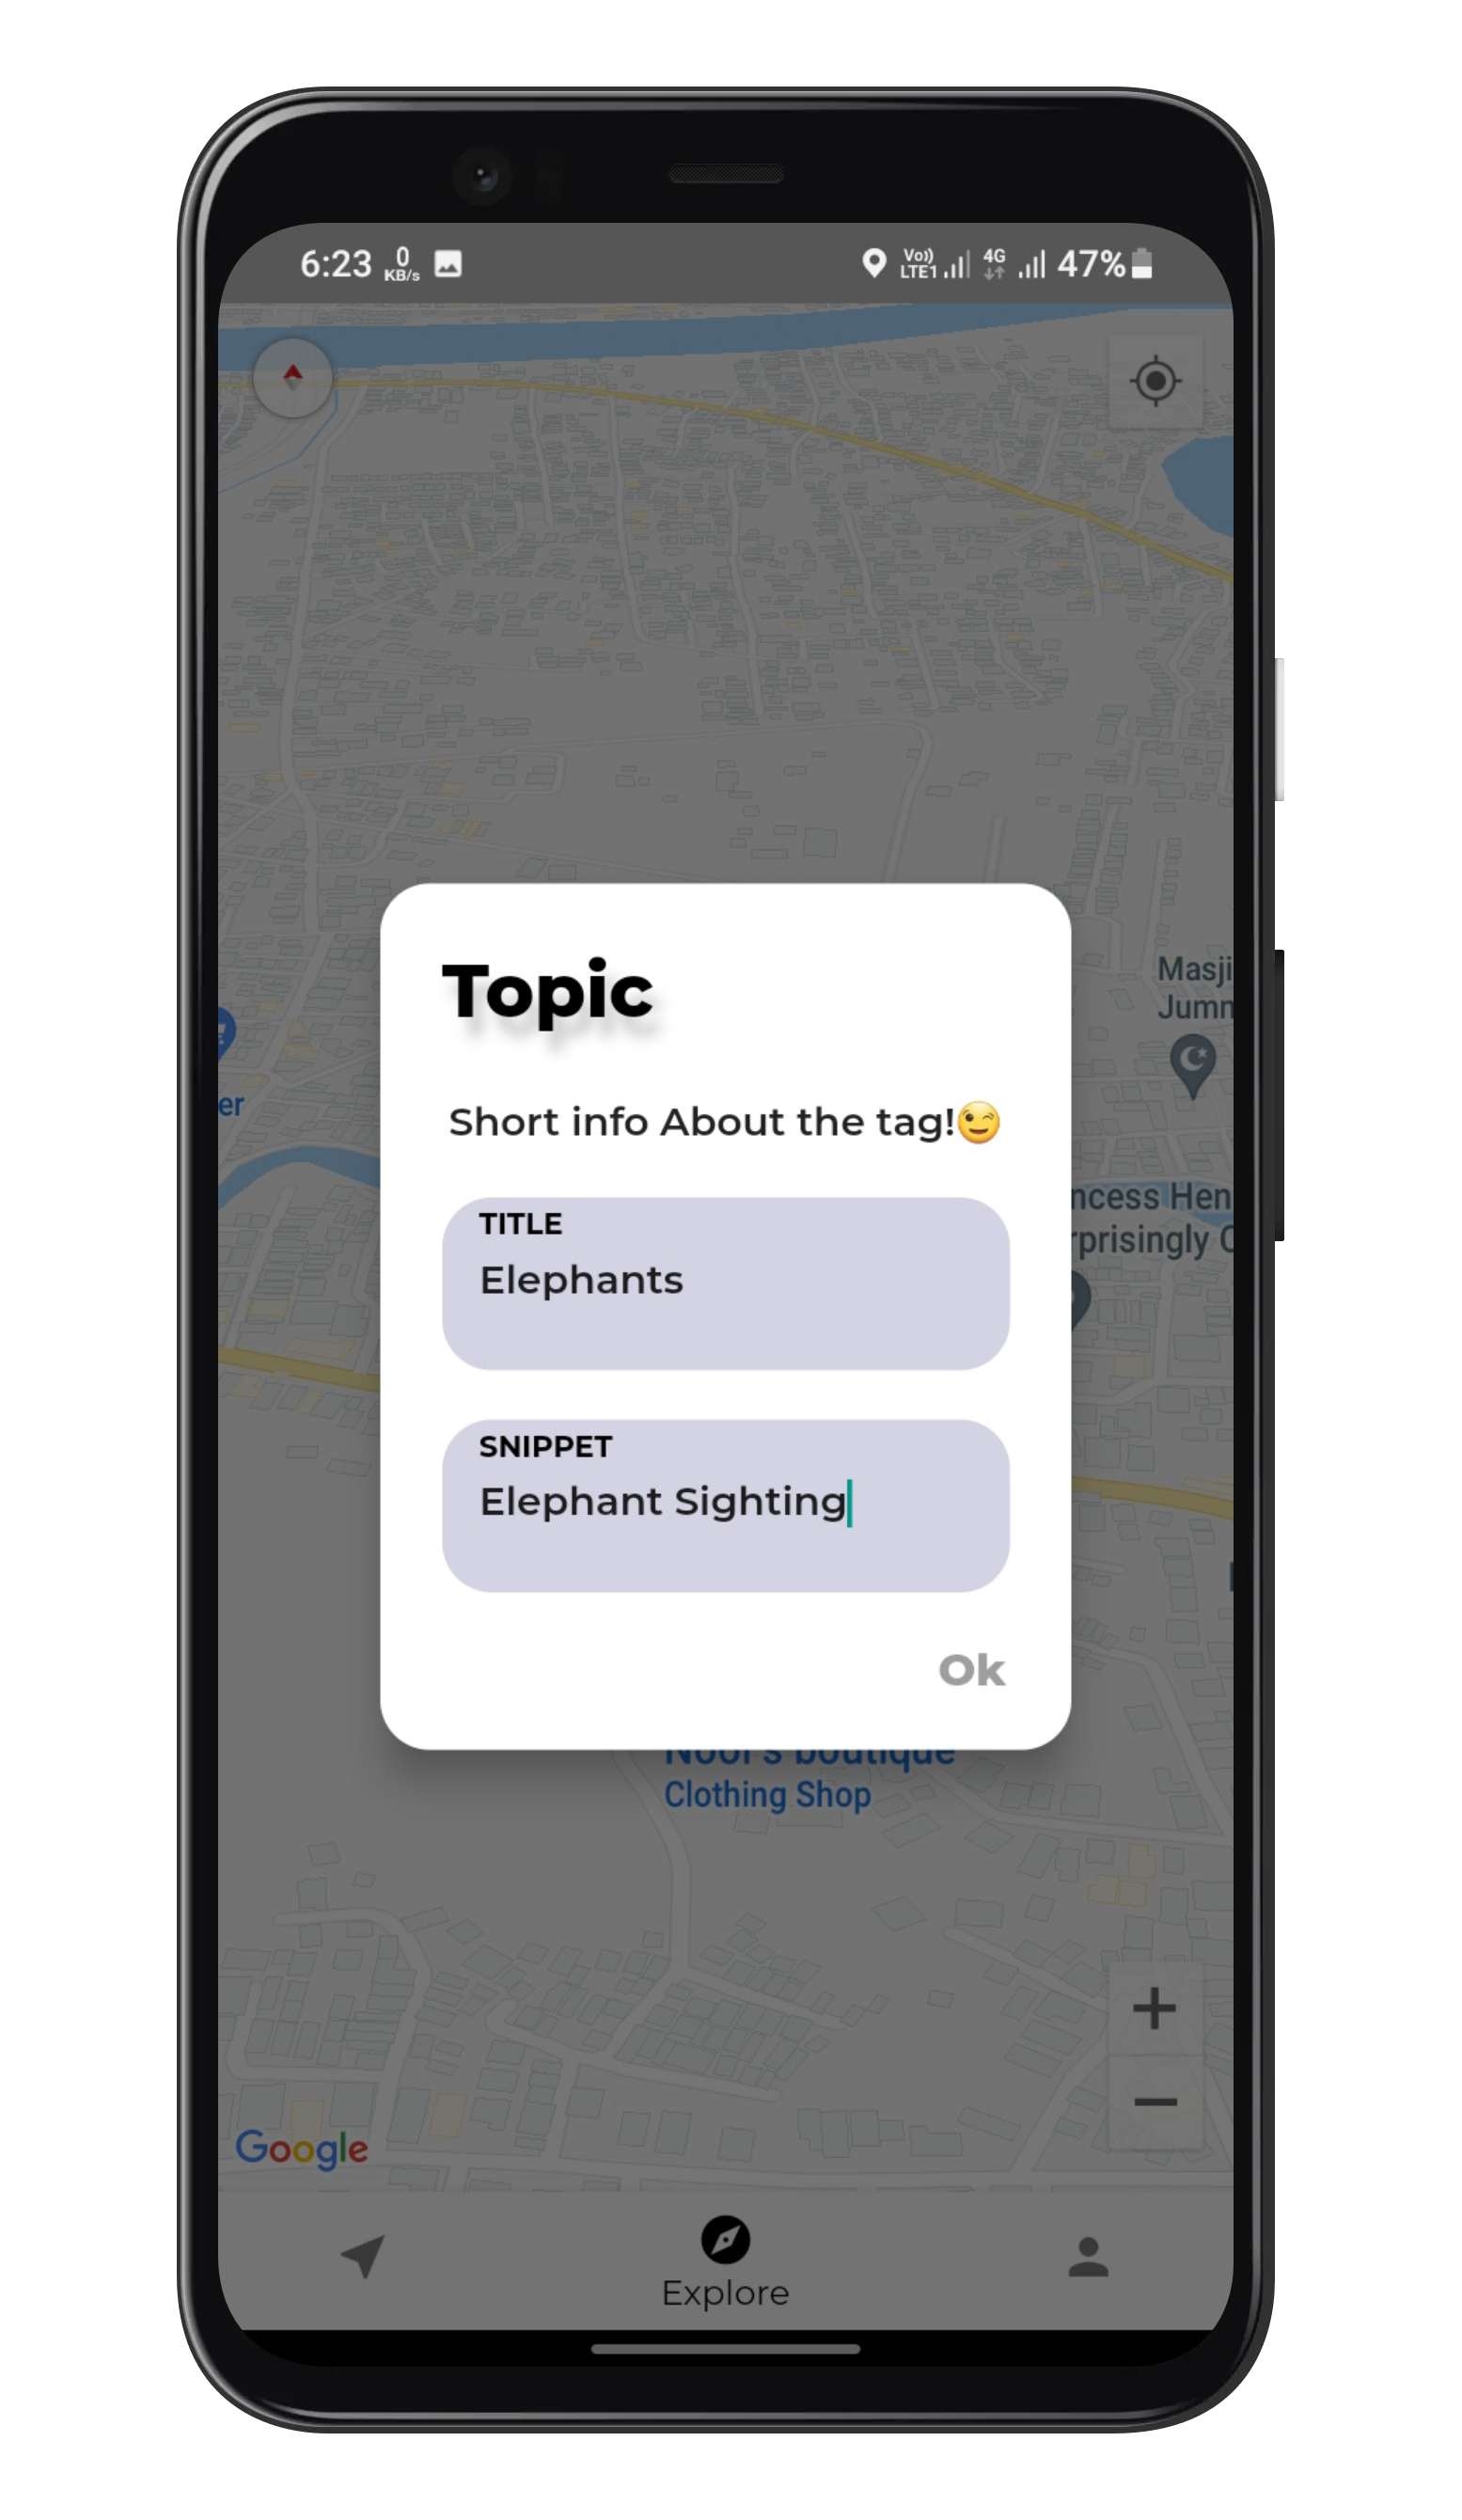 6:23
0
KB/s
Vo))
LTE1
4G
47%
Masji
Jumn
er
Topic
Short info About the tag!😉
ncess Hen
rprisingly C
TITLE
Elephants
SNIPPET
Elephant Sighting
Ok
Noor's boutique
Clothing Shop
Google
Explore